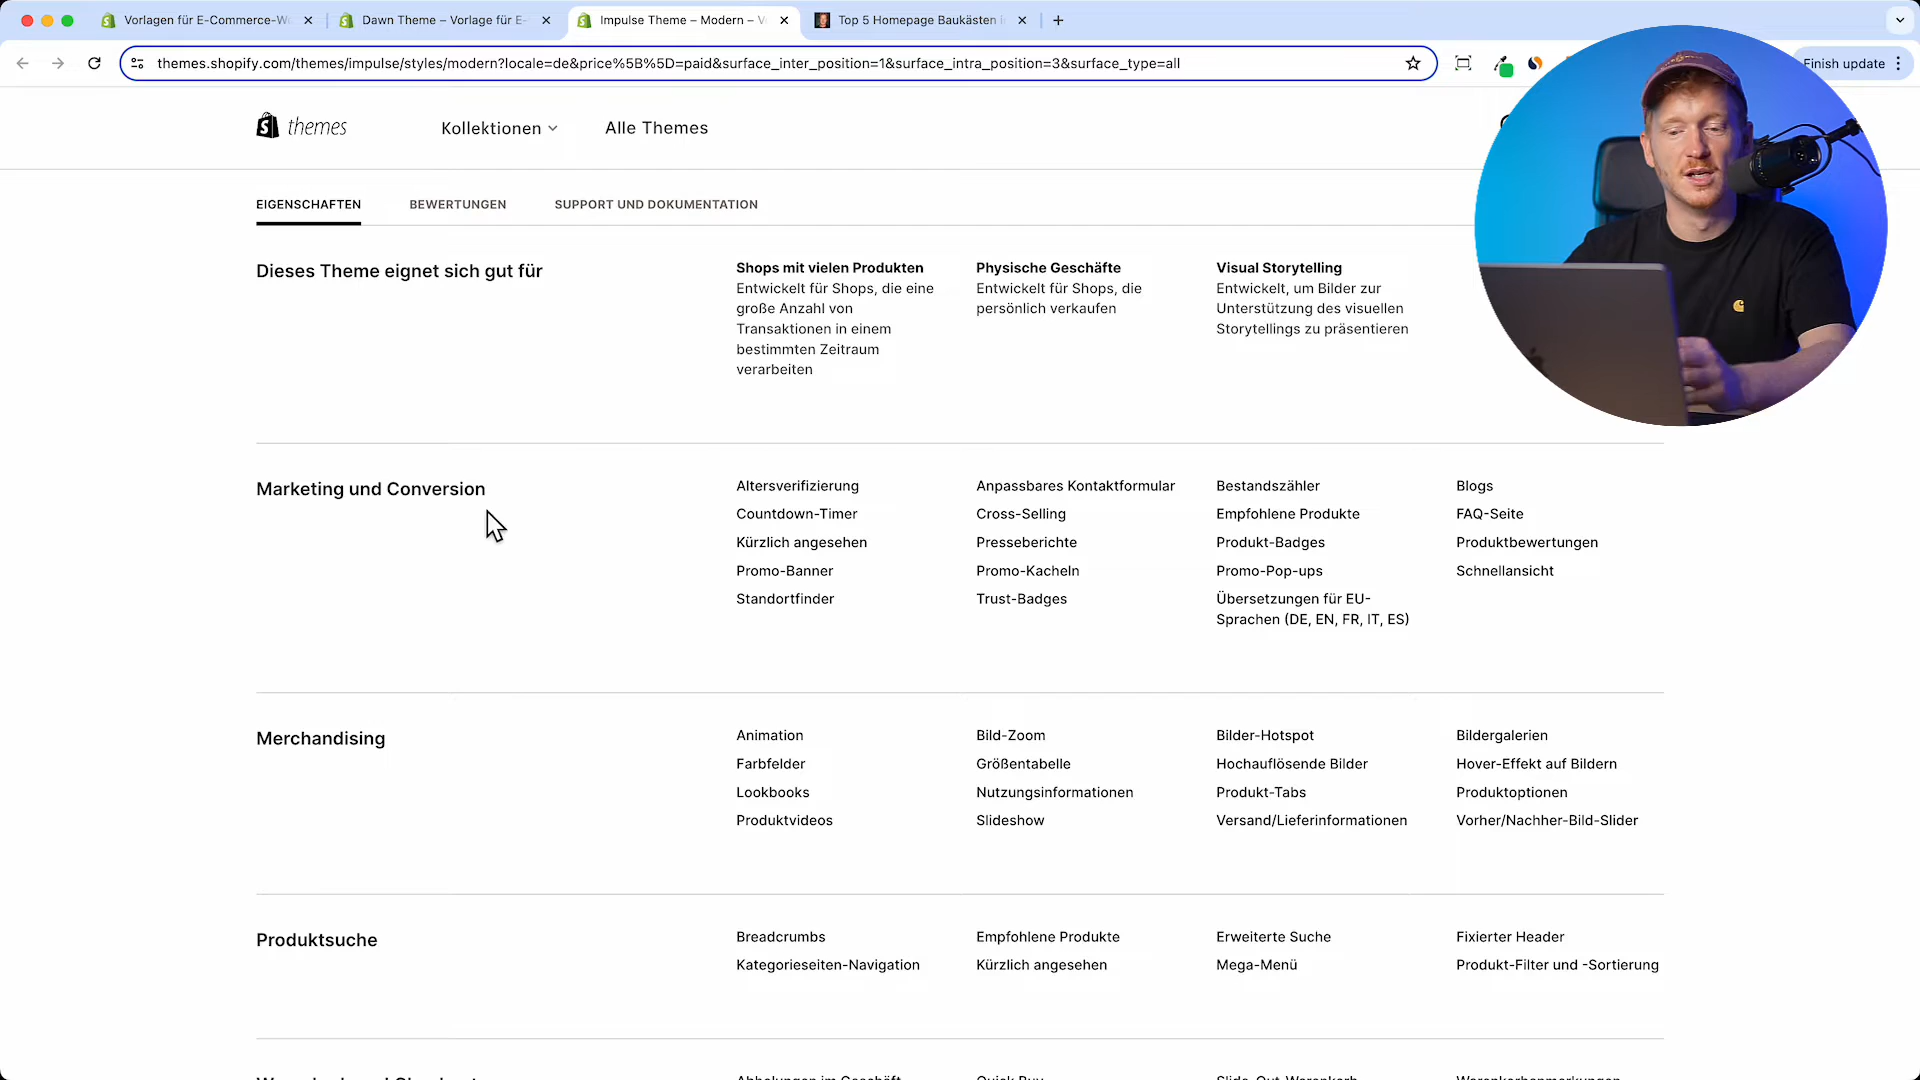 Vorlagen für E-Commerce-W
Dawn Theme – Vorlage für E-
Impulse Theme – Modern – V
Top 5 Homepage Baukästen i
themes.shopify.com/themes/impulse/styles/modern?locale=de&price%5B%5D=paid&surface_inter_position=1&surface_intra_position=3&surface_type=all
Finish update
themes
Kollektionen
Alle Themes
EIGENSCHAFTEN
BEWERTUNGEN
SUPPORT UND DOKUMENTATION
Dieses Theme eignet sich gut für
Shops mit vielen Produkten
Entwickelt für Shops, die eine
große Anzahl von
Transaktionen in einem
bestimmten Zeitraum
verarbeiten
Physische Geschäfte
Entwickelt für Shops, die
persönlich verkaufen
Visual Storytelling
Entwickelt, um Bilder zur
Unterstützung des visuellen
Storytellings zu präsentieren
Marketing und Conversion
Altersverifizierung
Anpassbares Kontaktformular
Bestandszähler
Blogs
Countdown-Timer
Cross-Selling
Empfohlene Produkte
FAQ-Seite
Kürzlich angesehen
Presseberichte
Produkt-Badges
Produktbewertungen
Promo-Banner
Promo-Kacheln
Promo-Pop-ups
Schnellansicht
Standortfinder
Trust-Badges
Übersetzungen für EU-
Sprachen (DE, EN, FR, IT, ES)
Merchandising
Animation
Bild-Zoom
Bilder-Hotspot
Bildergalerien
Farbfelder
Größentabelle
Hochauflösende Bilder
Hover-Effekt auf Bildern
Lookbooks
Nutzungsinformationen
Produkt-Tabs
Produktoptionen
Produktvideos
Slideshow
Versand/Lieferinformationen
Vorher/Nachher-Bild-Slider
Produktsuche
Breadcrumbs
Empfohlene Produkte
Erweiterte Suche
Fixierter Header
Kategorieseiten-Navigation
Kürzlich angesehen
Mega-Menü
Produkt-Filter und -Sortierung